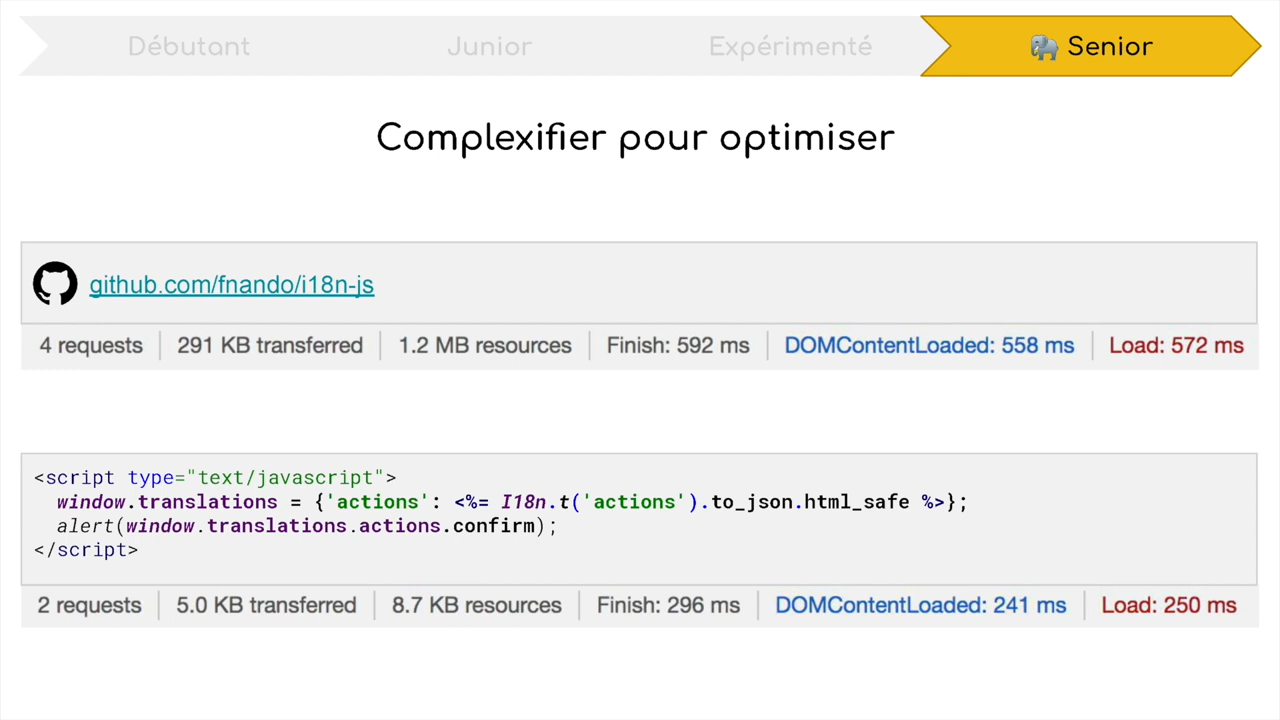 Débutant Junior Expérimenté 🐘 Senior
Complexifier pour optimiser
github.com/fnando/i18n-js
4 requests 291 KB transferred 1.2 MB resources Finish: 592 ms DOMContentLoaded: 558 ms Load: 572 ms
<script type="text/javascript">
window.translations = {'actions': <%= I18n.t('actions').to_json.html_safe %>};
alert(window.translations.actions.confirm);
</script>
2 requests 5.0 KB transferred 8.7 KB resources Finish: 296 ms DOMContentLoaded: 241 ms Load: 250 ms